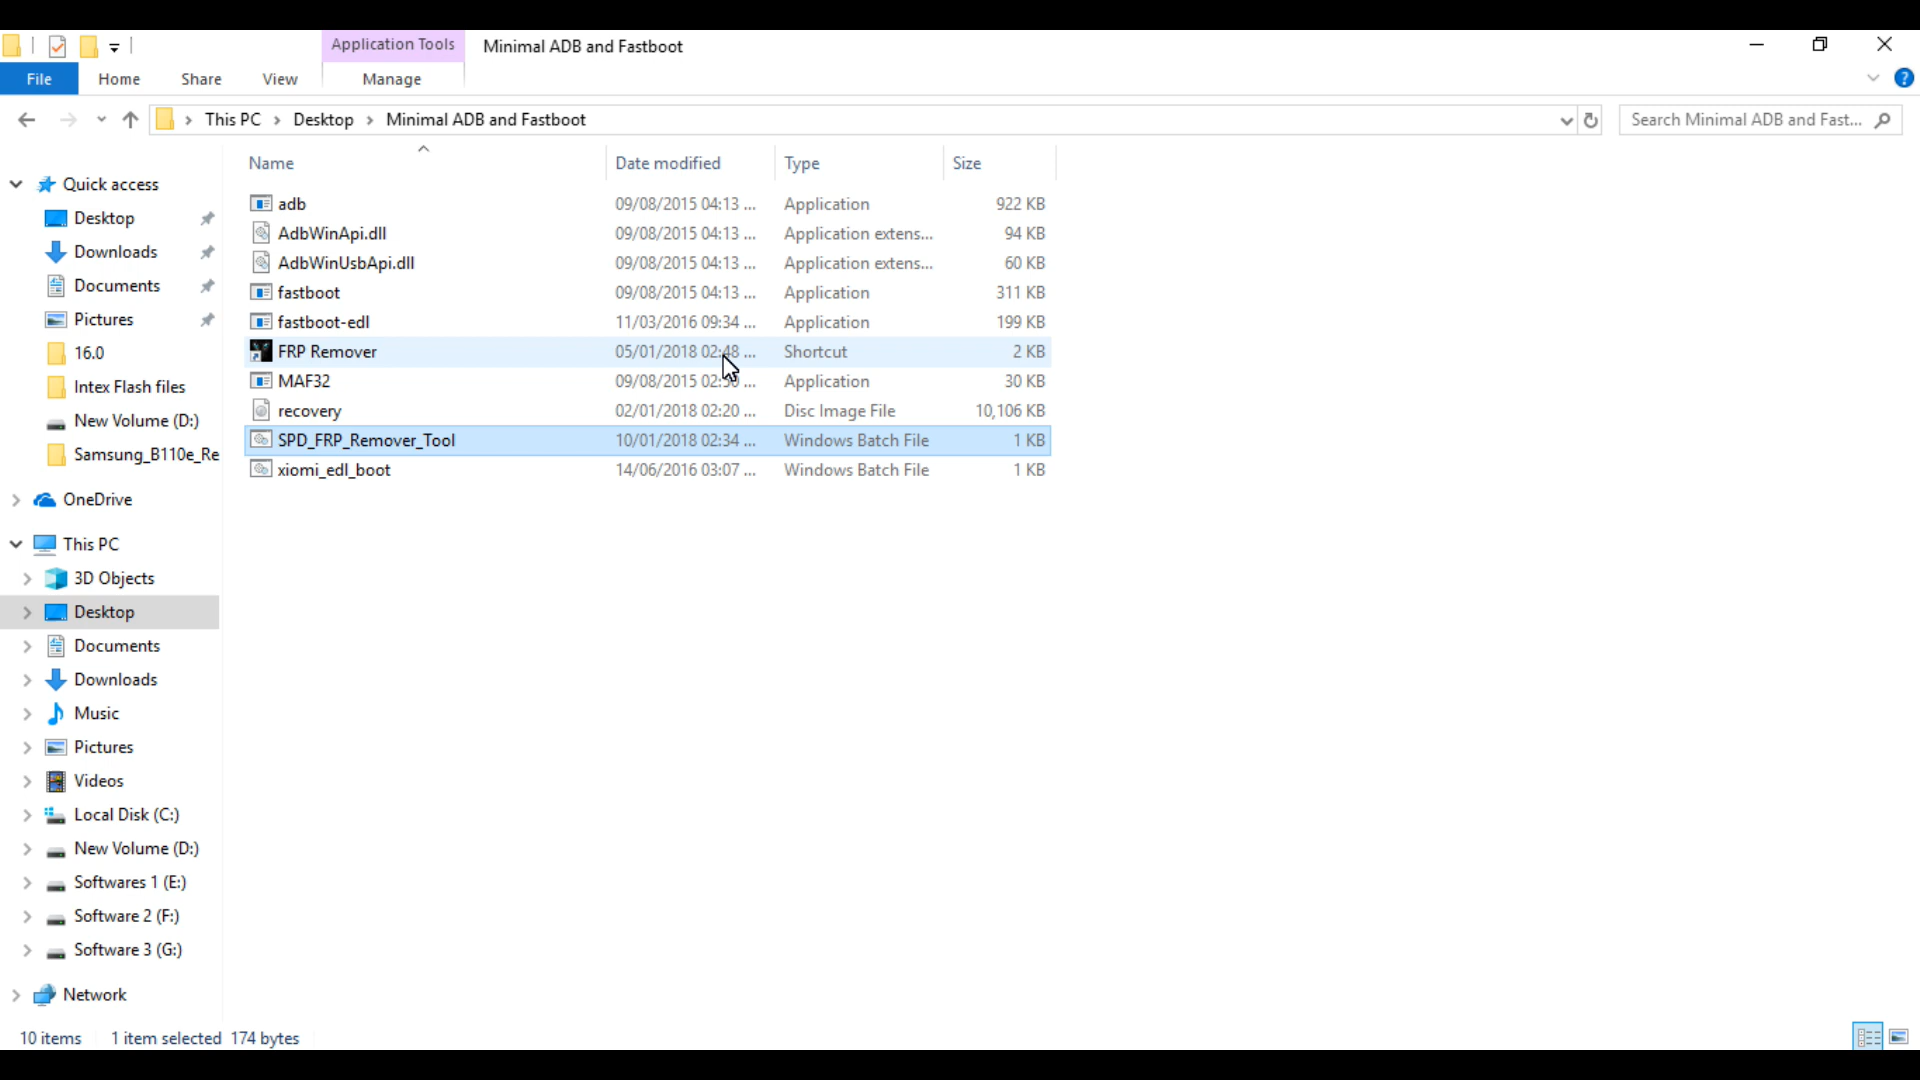 Application Tools
Minimal ADB and Fastboot
File
Home
Share
View
Manage
This PC
Desktop
Minimal ADB and Fastboot
Search Minimal ADB and Fast...
Quick access
Desktop
Downloads
Documents
Pictures
16.0
Intex Flash files
New Volume (D:)
Samsung_B110e_Re
OneDrive
This PC
3D Objects
Desktop
Documents
Downloads
Music
Pictures
Videos
Local Disk (C:)
New Volume (D:)
Softwares 1 (E:)
Software 2 (F:)
Software 3 (G:)
Network
Name Date modified Type Size
adb 09/08/2015 04:13 ... Application 922 KB
AdbWinApi.dll 09/08/2015 04:13 ... Application extens... 94 KB
AdbWinUsbApi.dll 09/08/2015 04:13 ... Application extens... 60 KB
fastboot 09/08/2015 04:13 ... Application 311 KB
fastboot-edl 11/03/2016 09:34 ... Application 199 KB
FRP Remover 05/01/2018 02:48 ... Shortcut 2 KB
MAF32 09/08/2015 ... Application 30 KB
recovery 02/01/2018 02:20 ... Disc Image File 10,106 KB
SPD_FRP_Remover_Tool 10/01/2018 02:34 ... Windows Batch File 1 KB
xiomi_edl_boot 14/06/2016 03:07 ... Windows Batch File 1 KB
10 items 1 item selected 174 bytes